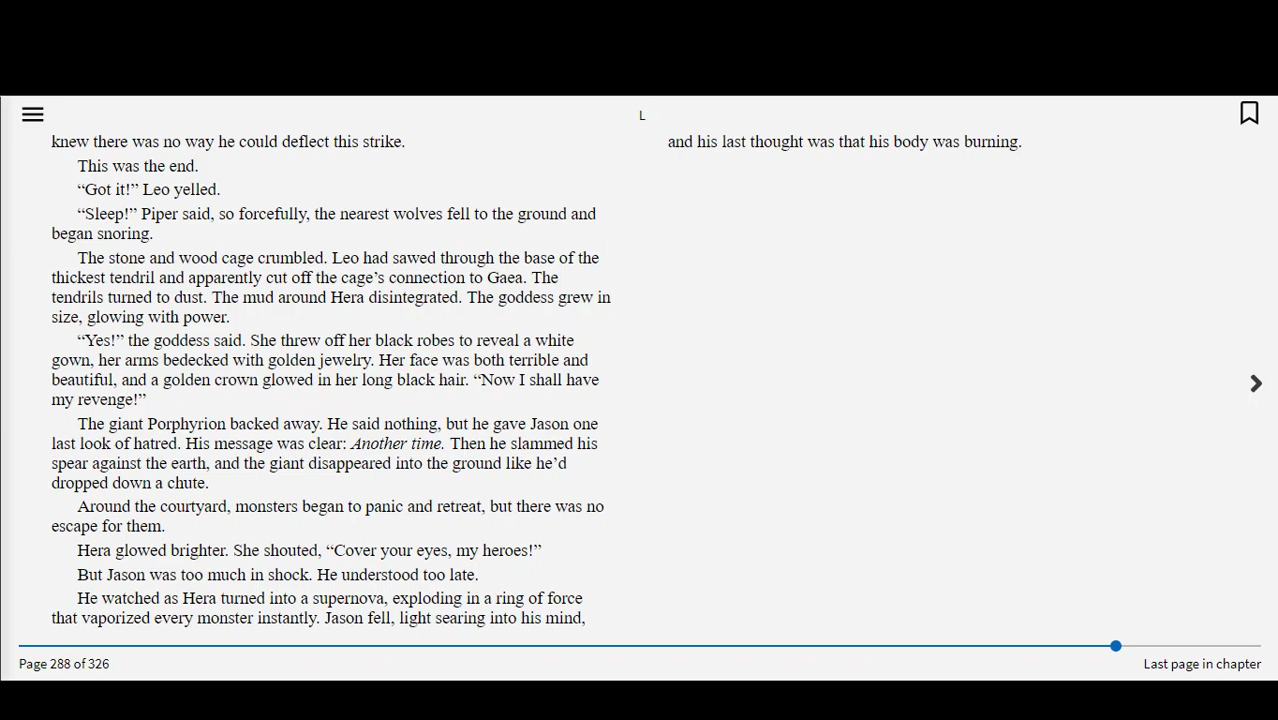 L
knew there was no way he could deflect this strike.
This was the end.
“Got it!” Leo yelled.
“Sleep!” Piper said, so forcefully, the nearest wolves fell to the ground and
began snoring.
The stone and wood cage crumbled. Leo had sawed through the base of the
thickest tendril and apparently cut off the cage’s connection to Gaea. The
tendrils turned to dust. The mud around Hera disintegrated. The goddess grew in
size, glowing with power.
“Yes!” the goddess said. She threw off her black robes to reveal a white
gown, her arms bedecked with golden jewelry. Her face was both terrible and
beautiful, and a golden crown glowed in her long black hair. “Now I shall have
my revenge!”
The giant Porphyrion backed away. He said nothing, but he gave Jason one
last look of hatred. His message was clear: Another time. Then he slammed his
spear against the earth, and the giant disappeared into the ground like he’d
dropped down a chute.
Around the courtyard, monsters began to panic and retreat, but there was no
escape for them.
Hera glowed brighter. She shouted, “Cover your eyes, my heroes!”
But Jason was too much in shock. He understood too late.
He watched as Hera turned into a supernova, exploding in a ring of force
that vaporized every monster instantly. Jason fell, light searing into his mind,
and his last thought was that his body was burning.
Page 288 of 326
Last page in chapter